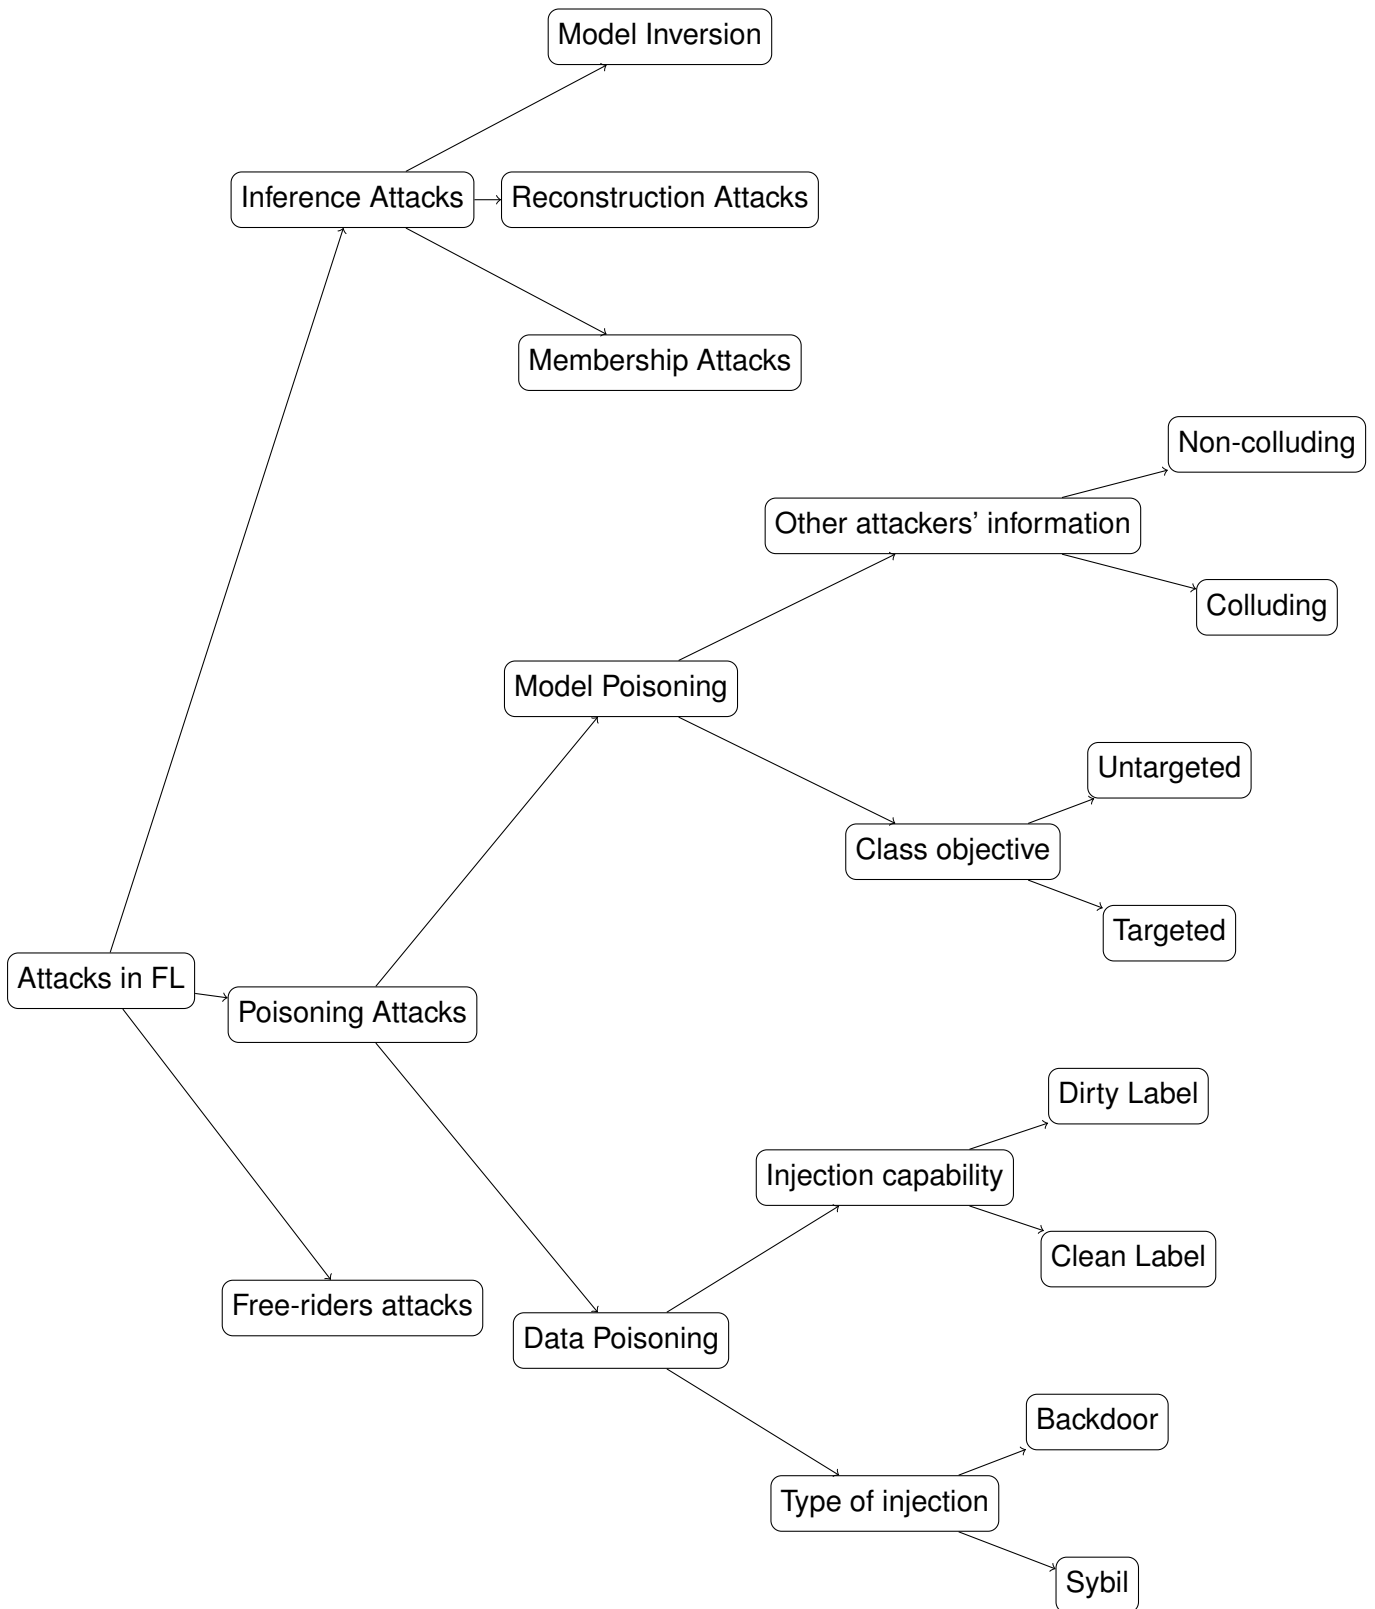 Model Inversion
Inference Attacks
Reconstruction Attacks
Membership Attacks
Non-colluding
Other attackers’ information
Colluding
Model Poisoning
Untargeted
Class objective
Targeted
Attacks in FL
Poisoning Attacks
Dirty Label
Injection capability
Clean Label
Free-riders attacks
Data Poisoning
Backdoor
Type of injection
Sybil